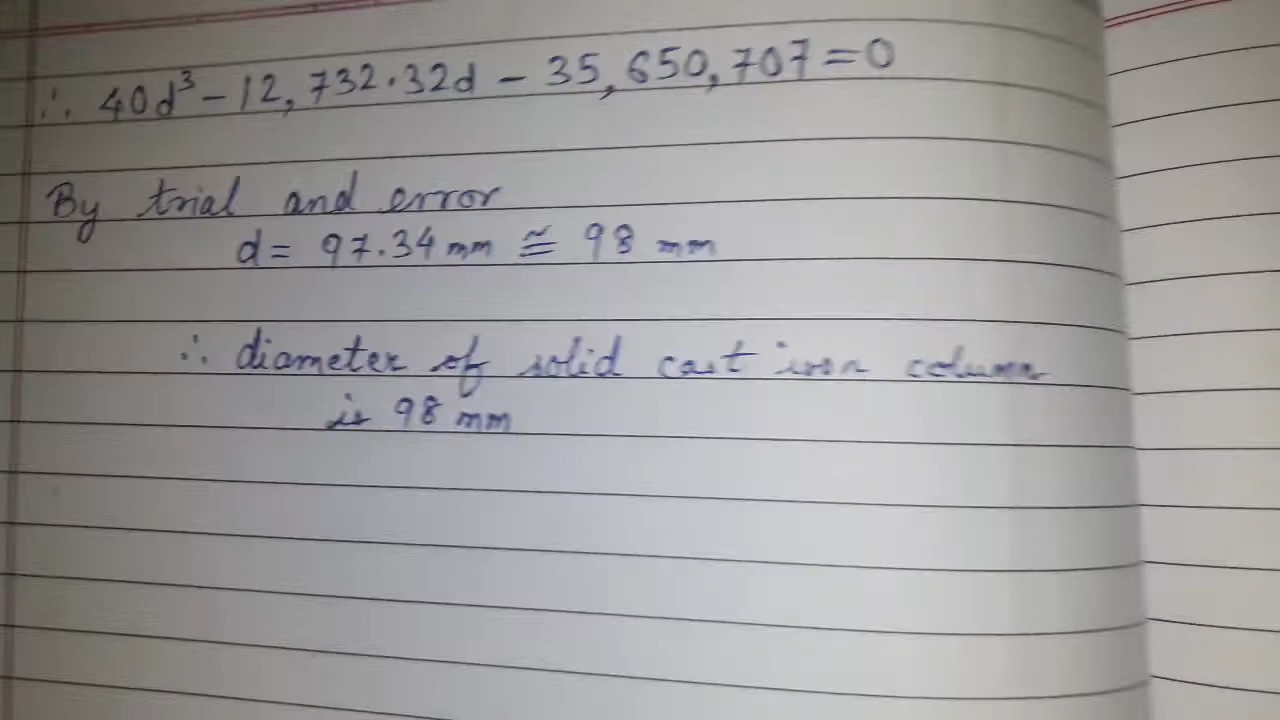 ∴ 40d³ - 12,732.32d - 35,650,707 = 0
By trial and error
d = 97.34 mm ≅ 98 mm
∴ diameter of solid cast iron column
is 98 mm